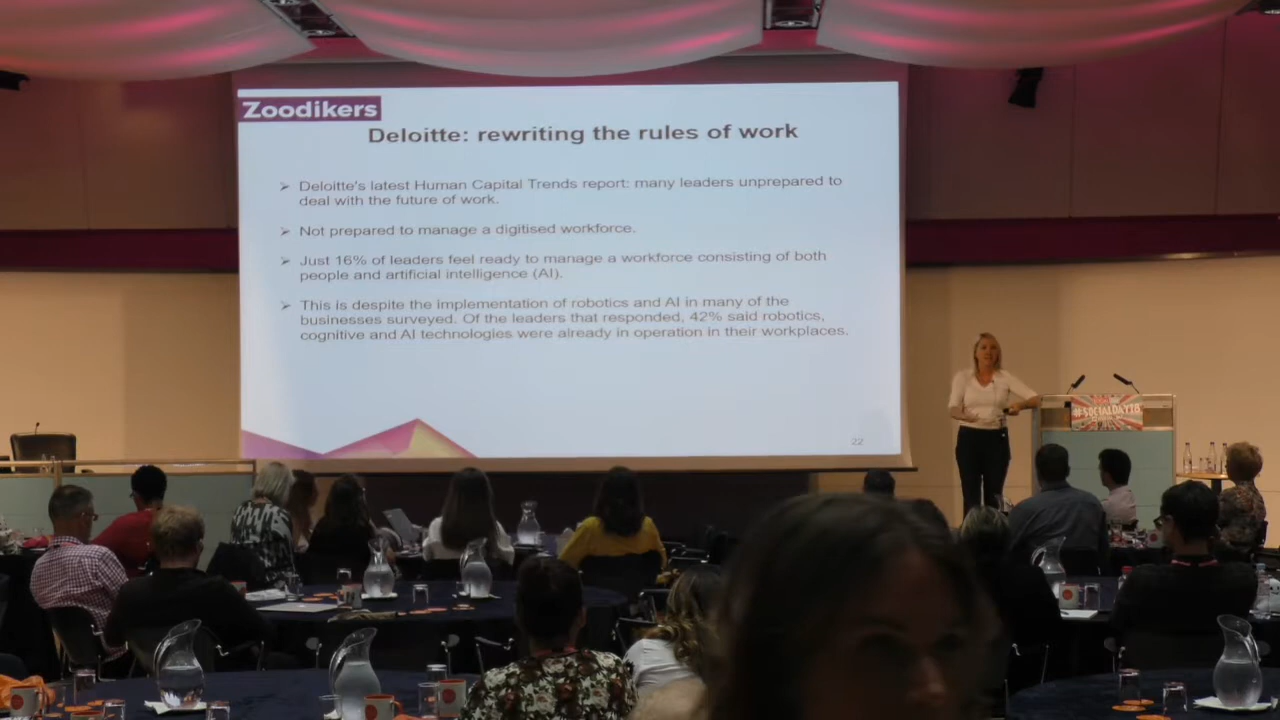 Zoodikers
Deloitte: rewriting the rules of work
➢ Deloitte's latest Human Capital Trends report: many leaders unprepared to
deal with the future of work.
➢ Not prepared to manage a digitised workforce.
➢ Just 16% of leaders feel ready to manage a workforce consisting of both
people and artificial intelligence (AI).
➢ This is despite the implementation of robotics and AI in many of the
businesses surveyed. Of the leaders that responded, 42% said robotics,
cognitive and AI technologies were already in operation in their workplaces.
22
#SOCIALDAY18